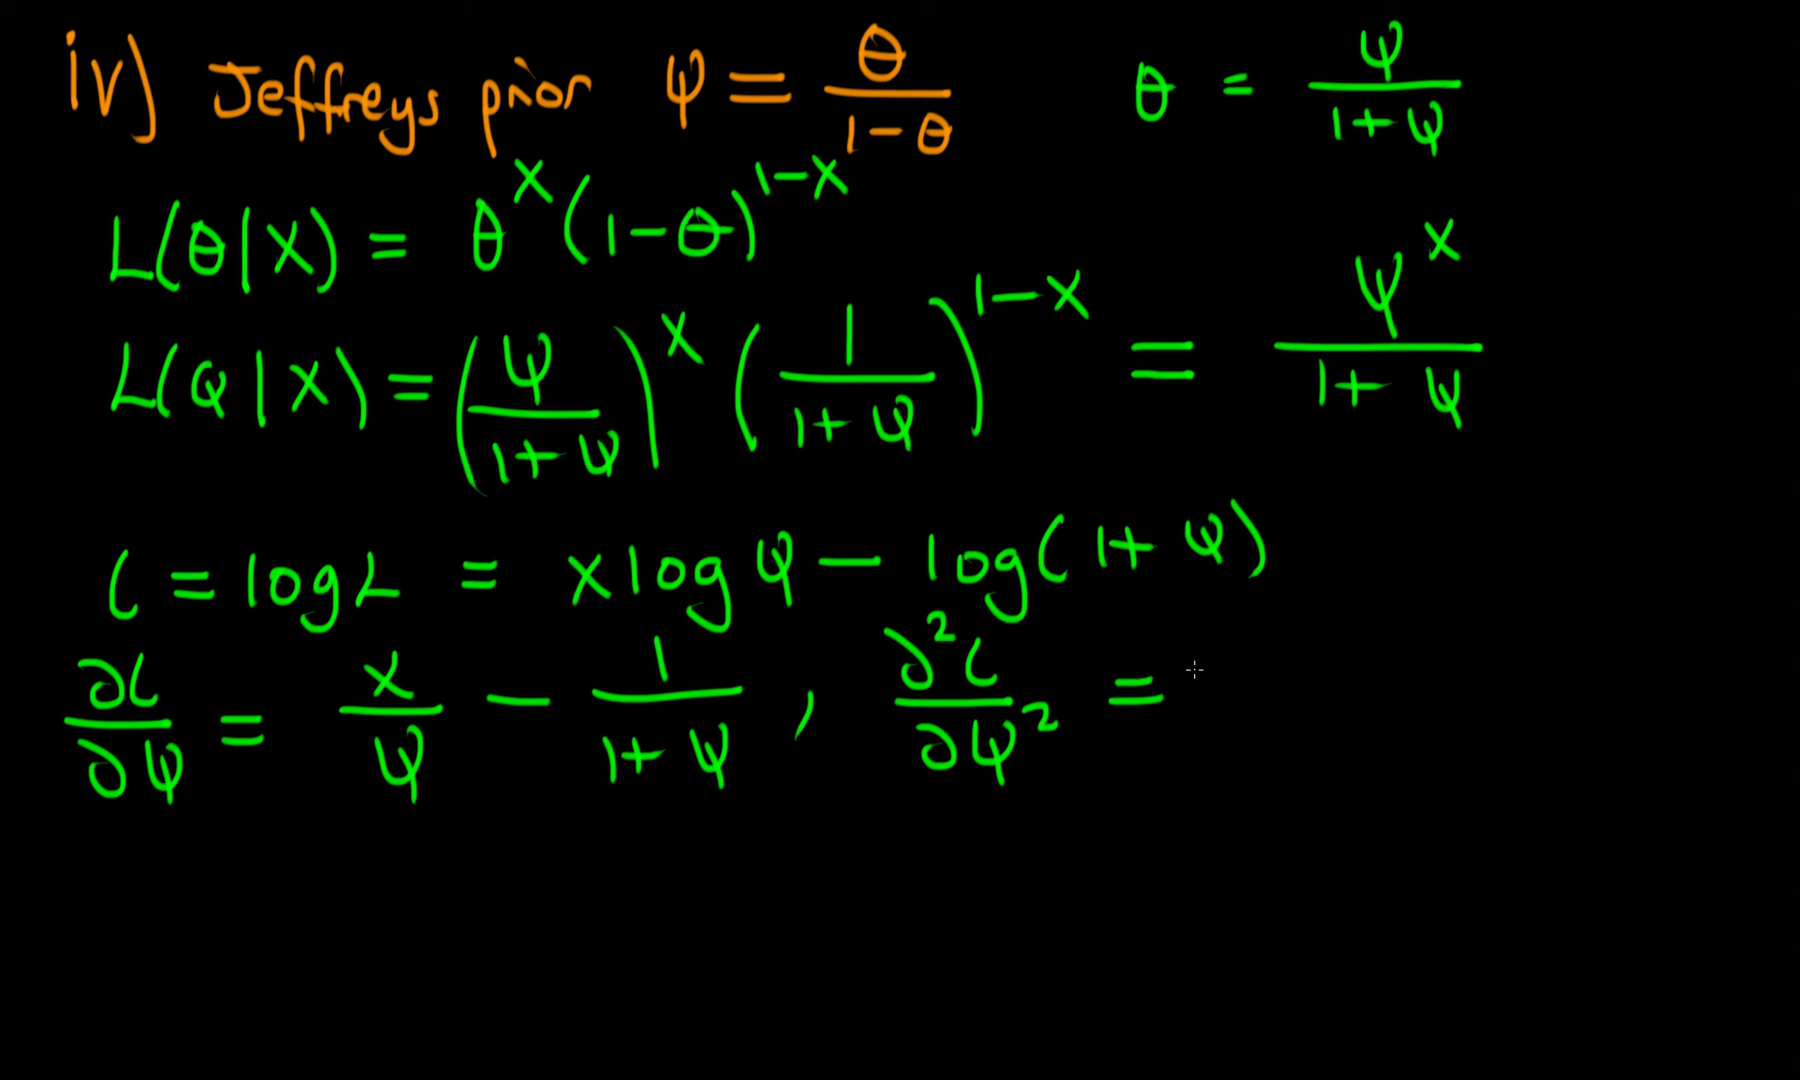 iv) Jeffreys prior ψ = θ/(1-θ) θ = ψ/(1+ψ)
L(θ|X) = θ^X (1-θ)^(1-X)
L(φ|X) = (ψ/(1+ψ))^X (1/(1+ψ))^(1-X) = ψ^X/(1+ψ)
l = log L = x log ψ - log(1+ψ)
∂l/∂ψ = x/ψ - 1/(1+ψ), ∂²l/∂ψ² =